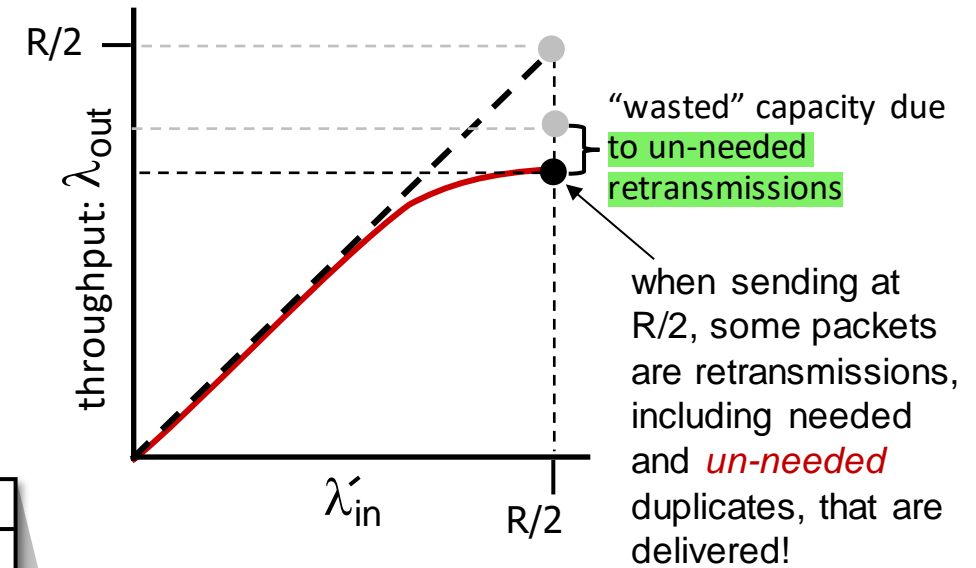 R/2
throughput: λout
“wasted” capacity due
to un-needed
retransmissions
when sending at
R/2, some packets
are retransmissions,
including needed
and un-needed
duplicates, that are
delivered!
λ′in
R/2